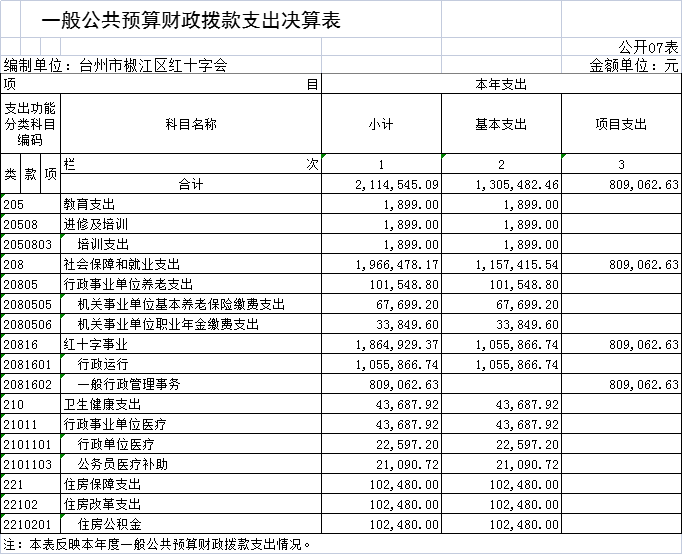 一般公共预算财政拨款支出决算表
公开07表
编制单位：台州市椒江区红十字会 金额单位：元
项 目 本年支出
支出功能分类科目编码 科目名称 小计 基本支出 项目支出
类 款 项 栏 次 1 2 3
合计 2,114,545.09 1,305,482.46 809,062.63
205 教育支出 1,899.00 1,899.00
20508 进修及培训 1,899.00 1,899.00
2050803 培训支出 1,899.00 1,899.00
208 社会保障和就业支出 1,966,478.17 1,157,415.54 809,062.63
20805 行政事业单位养老支出 101,548.80 101,548.80
2080505 机关事业单位基本养老保险缴费支出 67,699.20 67,699.20
2080506 机关事业单位职业年金缴费支出 33,849.60 33,849.60
20816 红十字事业 1,864,929.37 1,055,866.74 809,062.63
2081601 行政运行 1,055,866.74 1,055,866.74
2081602 一般行政管理事务 809,062.63 809,062.63
210 卫生健康支出 43,687.92 43,687.92
21011 行政事业单位医疗 43,687.92 43,687.92
2101101 行政单位医疗 22,597.20 22,597.20
2101103 公务员医疗补助 21,090.72 21,090.72
221 住房保障支出 102,480.00 102,480.00
22102 住房改革支出 102,480.00 102,480.00
2210201 住房公积金 102,480.00 102,480.00
注：本表反映本年度一般公共预算财政拨款支出情况。